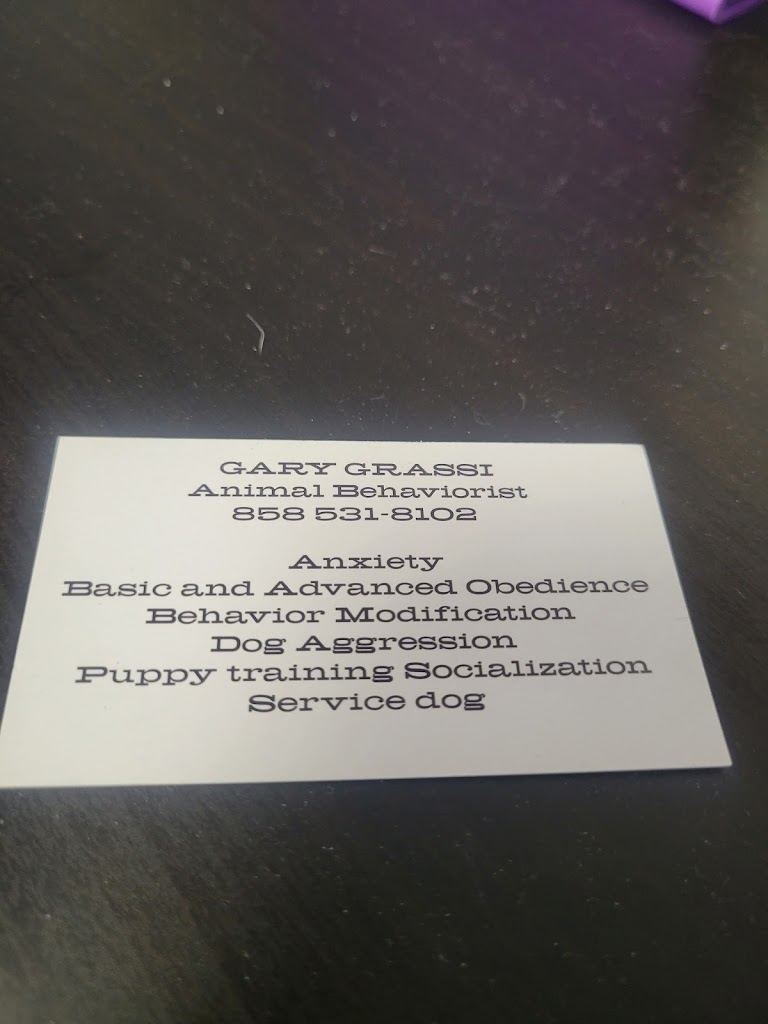 GARY GRASSI
Animal Behaviorist
858 531-8102
Anxiety
Basic and Advanced Obedience
Behavior Modification
Dog Aggression
Puppy training Socialization
Service dog